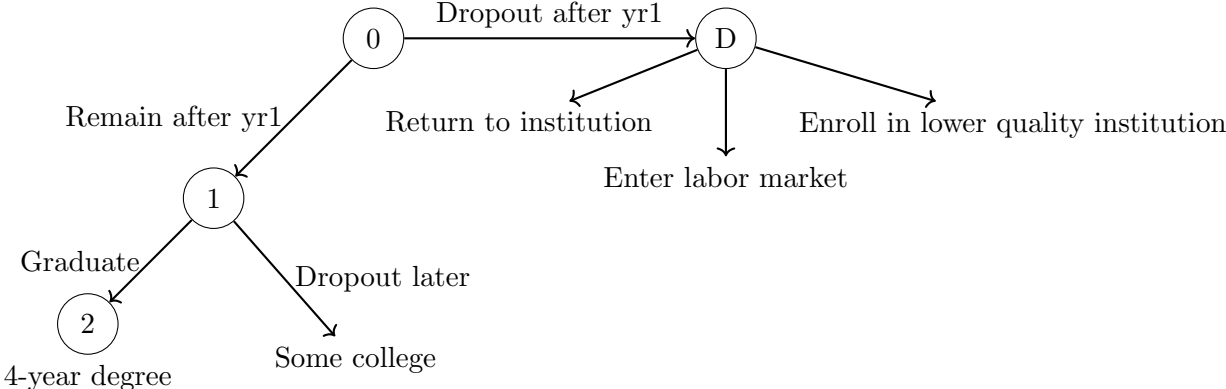 Dropout after yr1
0
D
Remain after yr1
Return to institution
Enroll in lower quality institution
Enter labor market
1
Graduate
Dropout later
2
Some college
4-year degree